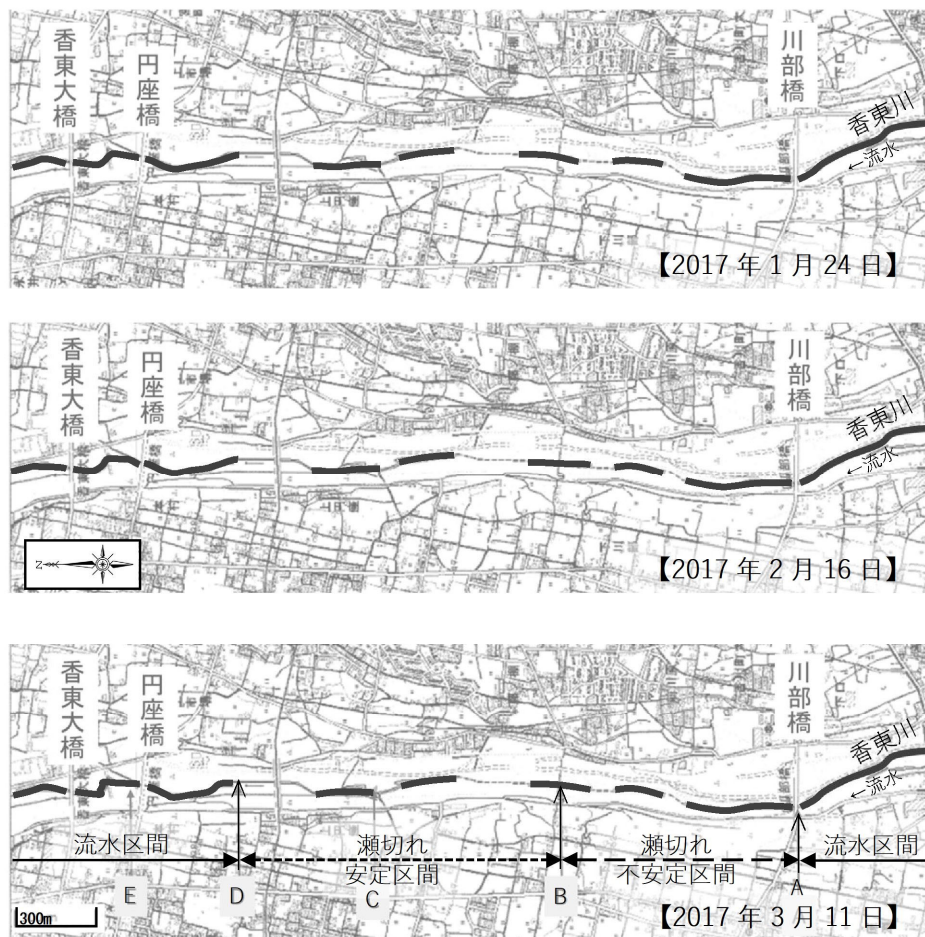 香東大橋
円座橋
川部橋
香東川
←流水
【2017年1月24日】
香東大橋
円座橋
川部橋
香東川
←流水
N
【2017年2月16日】
香東大橋
円座橋
川部橋
香東川
←流水
流水区間
瀬切れ
安定区間
瀬切れ
不安定区間
流水区間
E
D
C
B
A
300m
【2017年3月11日】